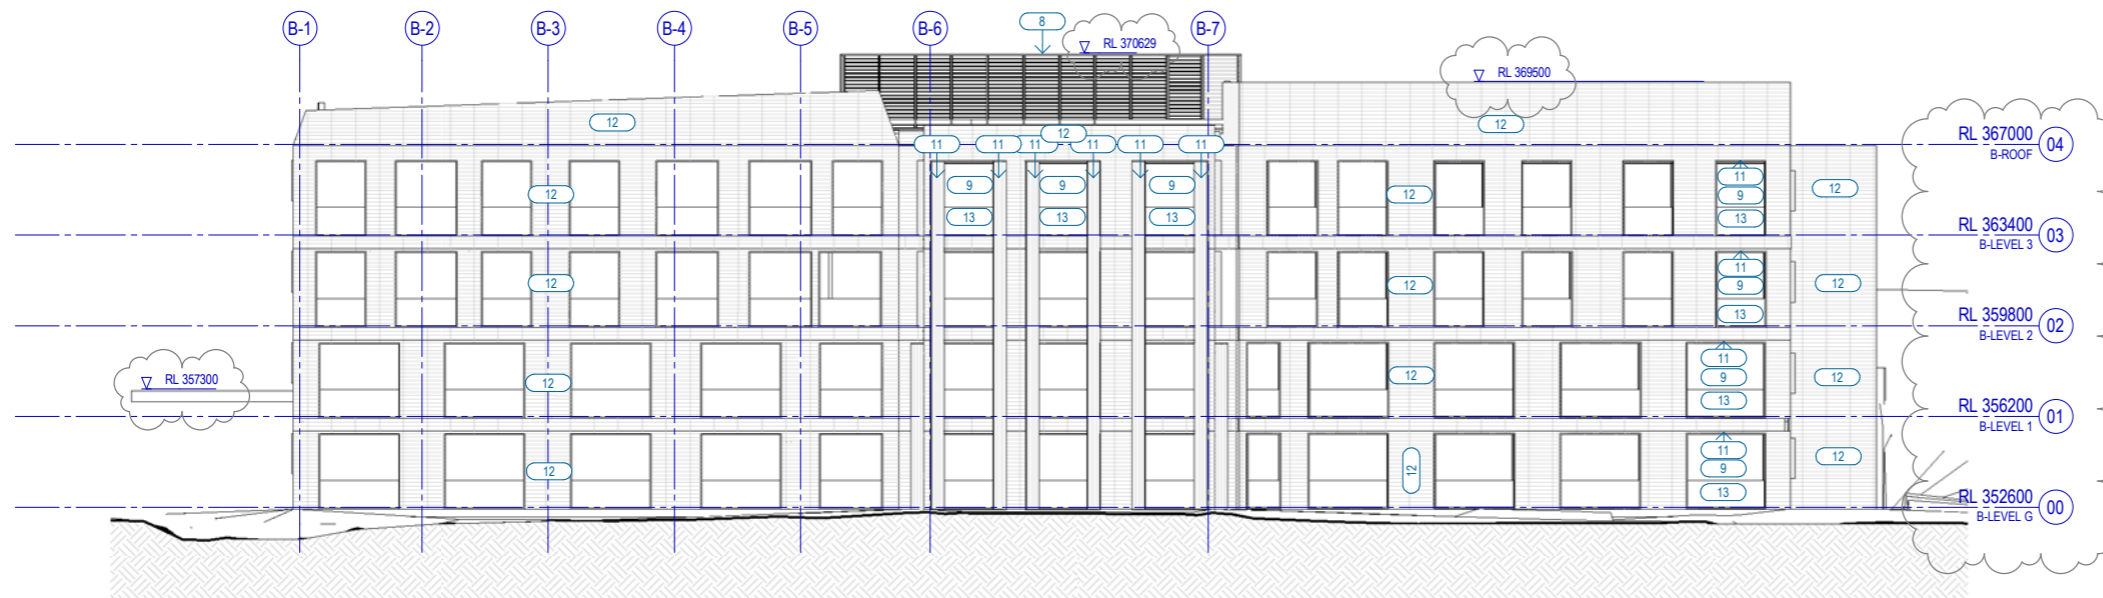 B-1 B-2 B-3 B-4 B-5 B-6 8 B-7
RL 370629
RL 369500
12 12 12
RL 367000
B-ROOF 04
11 11 11 11 11 11
11
9 9 9
12 12 12
9
13 13 13
13
RL 363400
B-LEVEL 3 03
11
12 12 9 12
13
RL 359800
B-LEVEL 2 02
11
RL 357300
12 12 9 12
13
RL 356200
B-LEVEL 1 01
11
12 12 9 12
13
RL 352600
B-LEVEL G 00